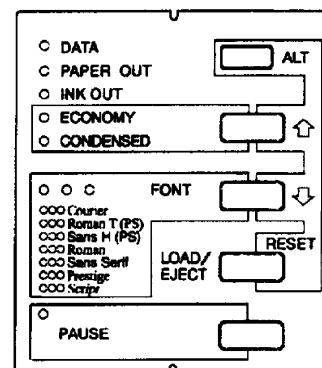 DATA
ALT
PAPER OUT
INK OUT
ECONOMY
CONDENSED
FONT
Courier
Roman T (PS)
Sans H (PS)
Roman
Sans Serif
Prestige
Script
RESET
LOAD/
EJECT
PAUSE